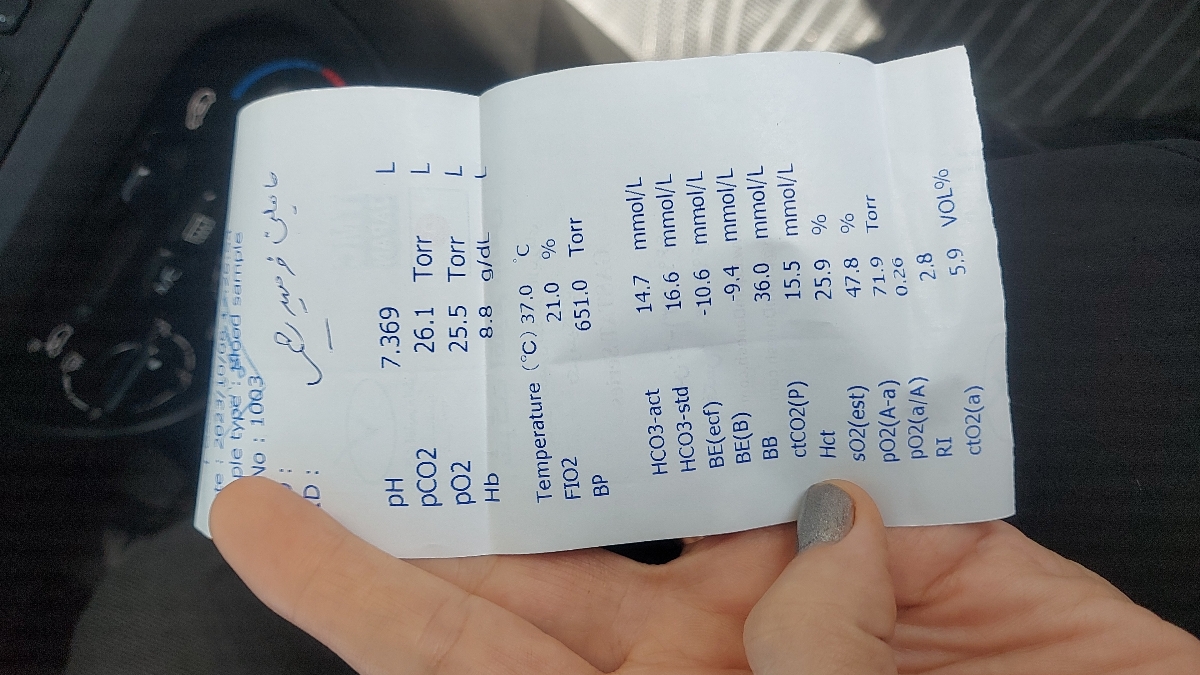 ple type : Blood sample
No : 1003
ID :
pH 7.369 L
pCO2 26.1 Torr L
pO2 25.5 Torr L
Hb 8.8 g/dL L
Temperature (°C) 37.0 °C
FIO2 21.0 %
BP 651.0 Torr
HCO3-act 14.7 mmol/L
HCO3-std 16.6 mmol/L
BE(ecf) -10.6 mmol/L
BE(B) -9.4 mmol/L
BB 36.0 mmol/L
ctCO2(P) 15.5 mmol/L
Hct 25.9 %
sO2(est) 47.8 %
pO2(A-a) 71.9 Torr
pO2(a/A) 0.26
RI 2.8
ctO2(a) 5.9 VOL%